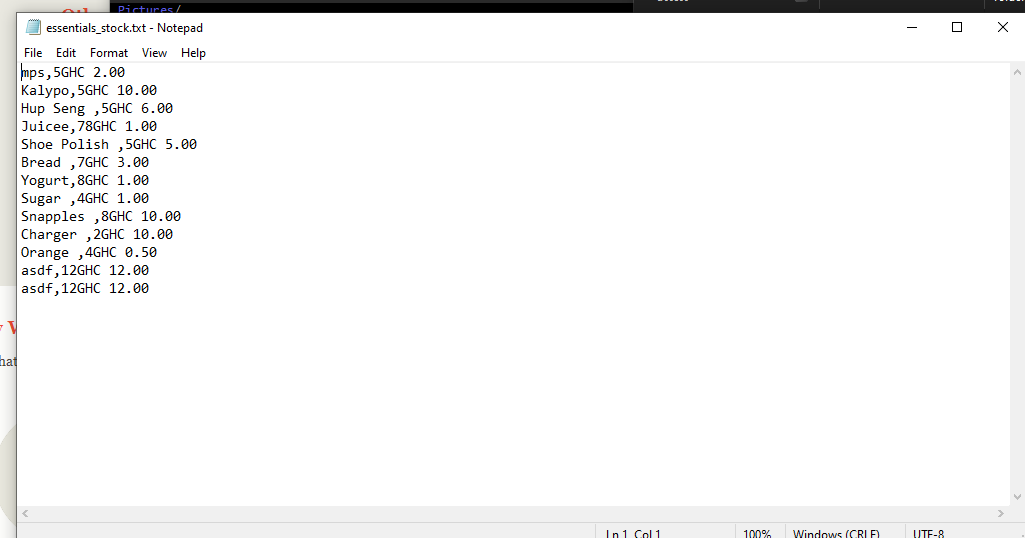 Pictures/
essentials_stock.txt - Notepad
File Edit Format View Help
mps,5GHC 2.00
Kalypo,5GHC 10.00
Hup Seng ,5GHC 6.00
Juicee,78GHC 1.00
Shoe Polish ,5GHC 5.00
Bread ,7GHC 3.00
Yogurt,8GHC 1.00
Sugar ,4GHC 1.00
Snapples ,8GHC 10.00
Charger ,2GHC 10.00
Orange ,4GHC 0.50
asdf,12GHC 12.00
asdf,12GHC 12.00
Ln 1, Col 1 100% Windows (CRLF) UTF-8